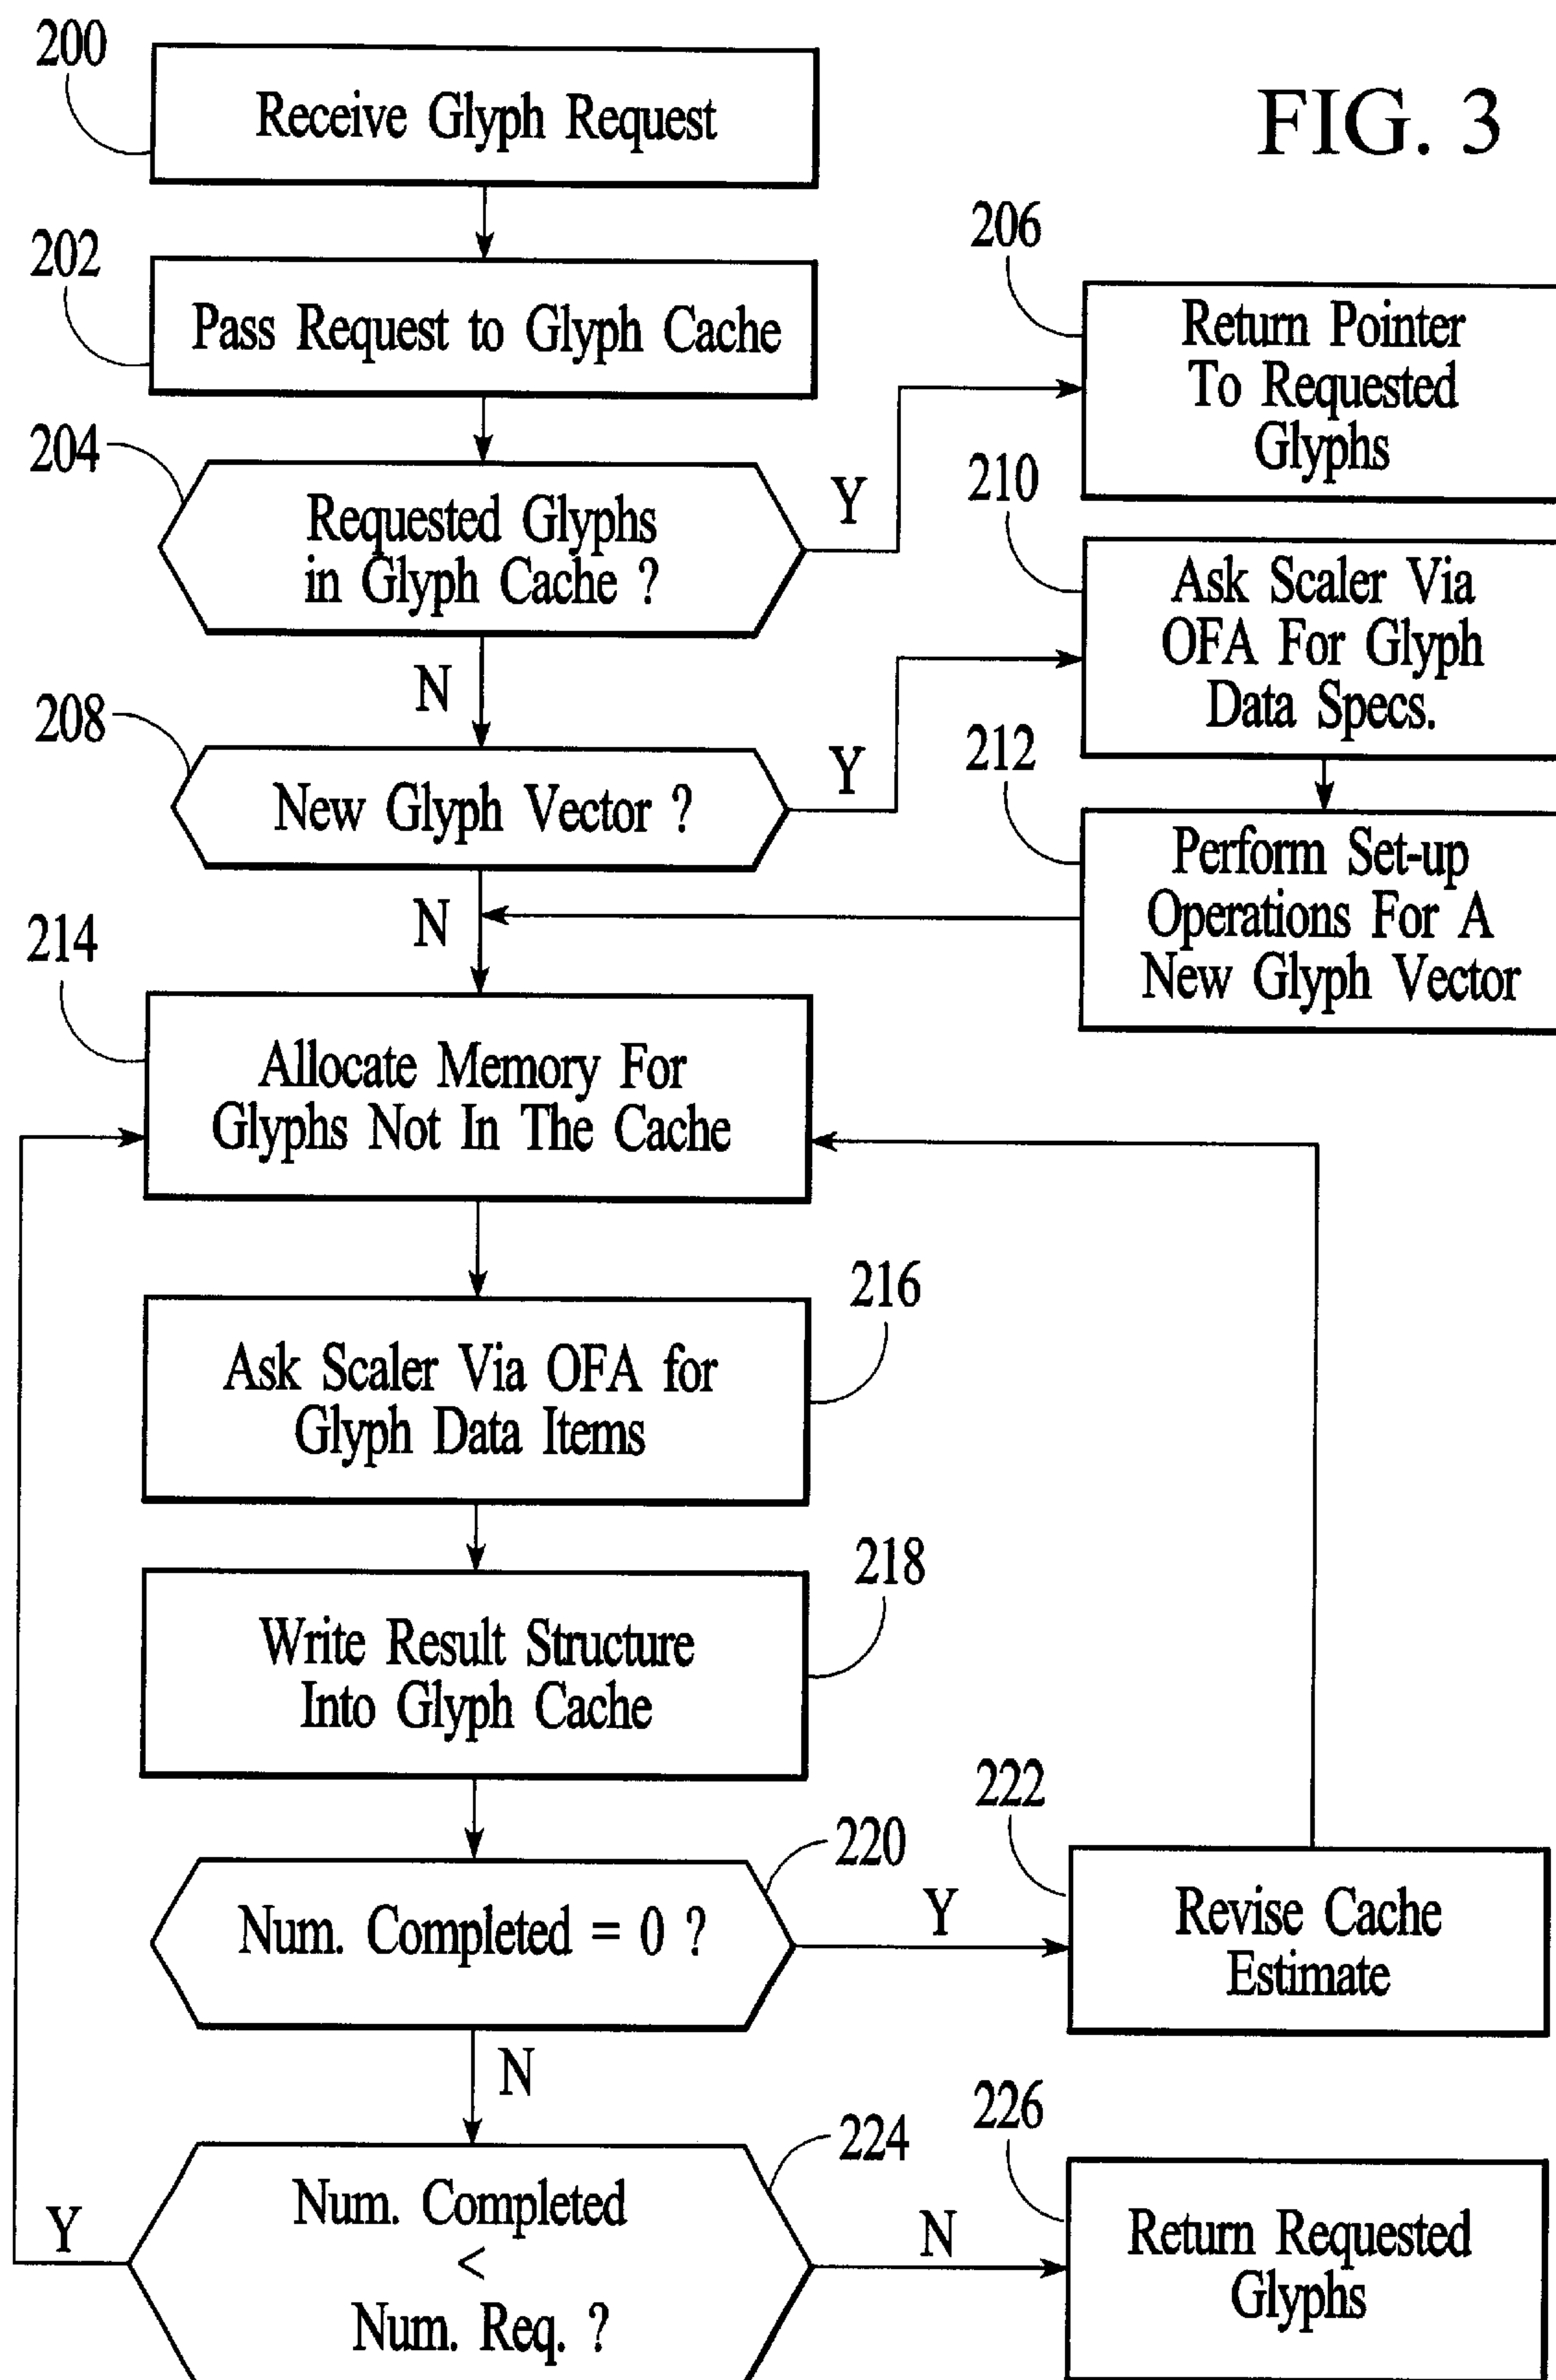 FIG. 3
200
Receive Glyph Request
202
Pass Request to Glyph Cache
204
Requested Glyphs
in Glyph Cache ?
Y
N
206
Return Pointer
To Requested
Glyphs
208
New Glyph Vector ?
Y
N
210
Ask Scaler Via
OFA For Glyph
Data Specs.
212
Perform Set-up
Operations For A
New Glyph Vector
214
Allocate Memory For
Glyphs Not In The Cache
216
Ask Scaler Via OFA for
Glyph Data Items
218
Write Result Structure
Into Glyph Cache
220
Num. Completed = 0 ?
Y
N
222
Revise Cache
Estimate
224
Num. Completed
<
Num. Req. ?
Y
N
226
Return Requested
Glyphs